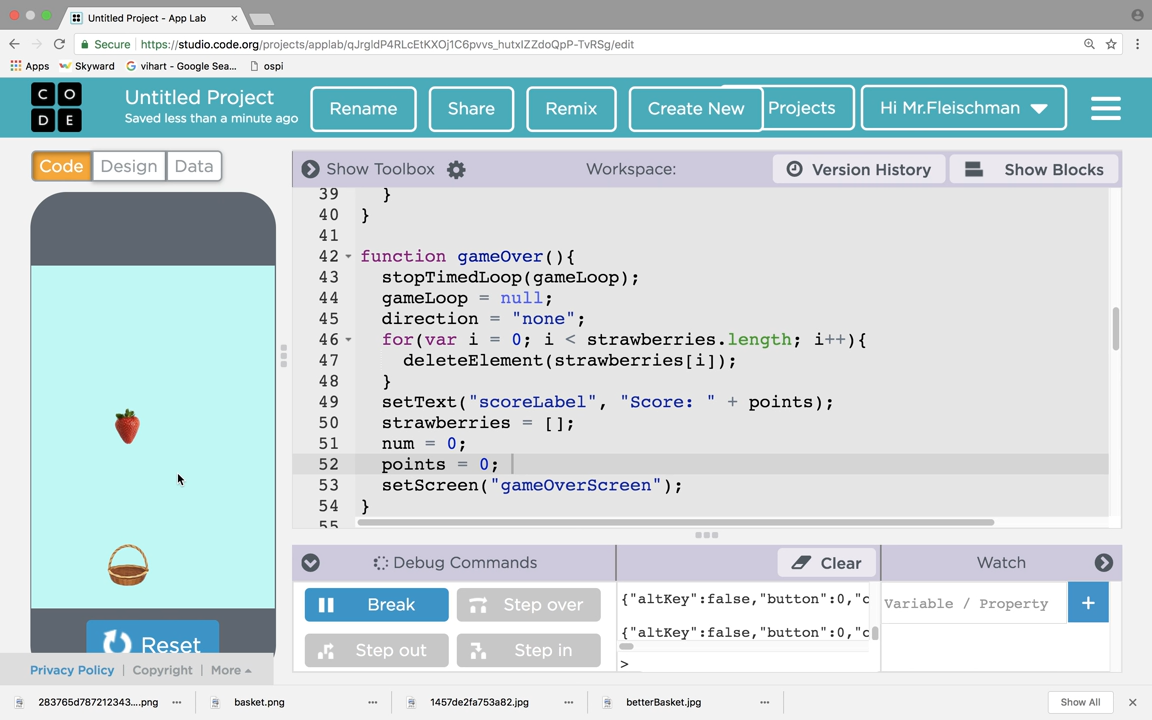 Untitled Project - App Lab
Secure
https://studio.code.org/projects/applab/qJrgldP4RLcEtKXOj1C6pvvs_hutxIZZdoQpP-TvRSg/edit
Apps
Skyward
vihart - Google Sea...
ospi
C O
D E
Untitled Project
Saved less than a minute ago
Rename
Share
Remix
Create New
Projects
Hi Mr.Fleischman
Code
Design
Data
Show Toolbox
Workspace:
Version History
Show Blocks
39 }
40 }
41
42 function gameOver(){
43 stopTimedLoop(gameLoop);
44 gameLoop = null;
45 direction = "none";
46 for(var i = 0; i < strawberries.length; i++){
47 deleteElement(strawberries[i]);
48 }
49 setText("scoreLabel", "Score: " + points);
50 strawberries = [];
51 num = 0;
52 points = 0;
53 setScreen("gameOverScreen");
54 }
55
Debug Commands
Clear
Watch
Break
Step over
Step out
Step in
{"altKey":false,"button":0,"c
{"altKey":false,"button":0,"c
>
Variable / Property
+
Reset
Privacy Policy | Copyright | More
283765d787212343....png
basket.png
1457de2fa753a82.jpg
betterBasket.jpg
Show All